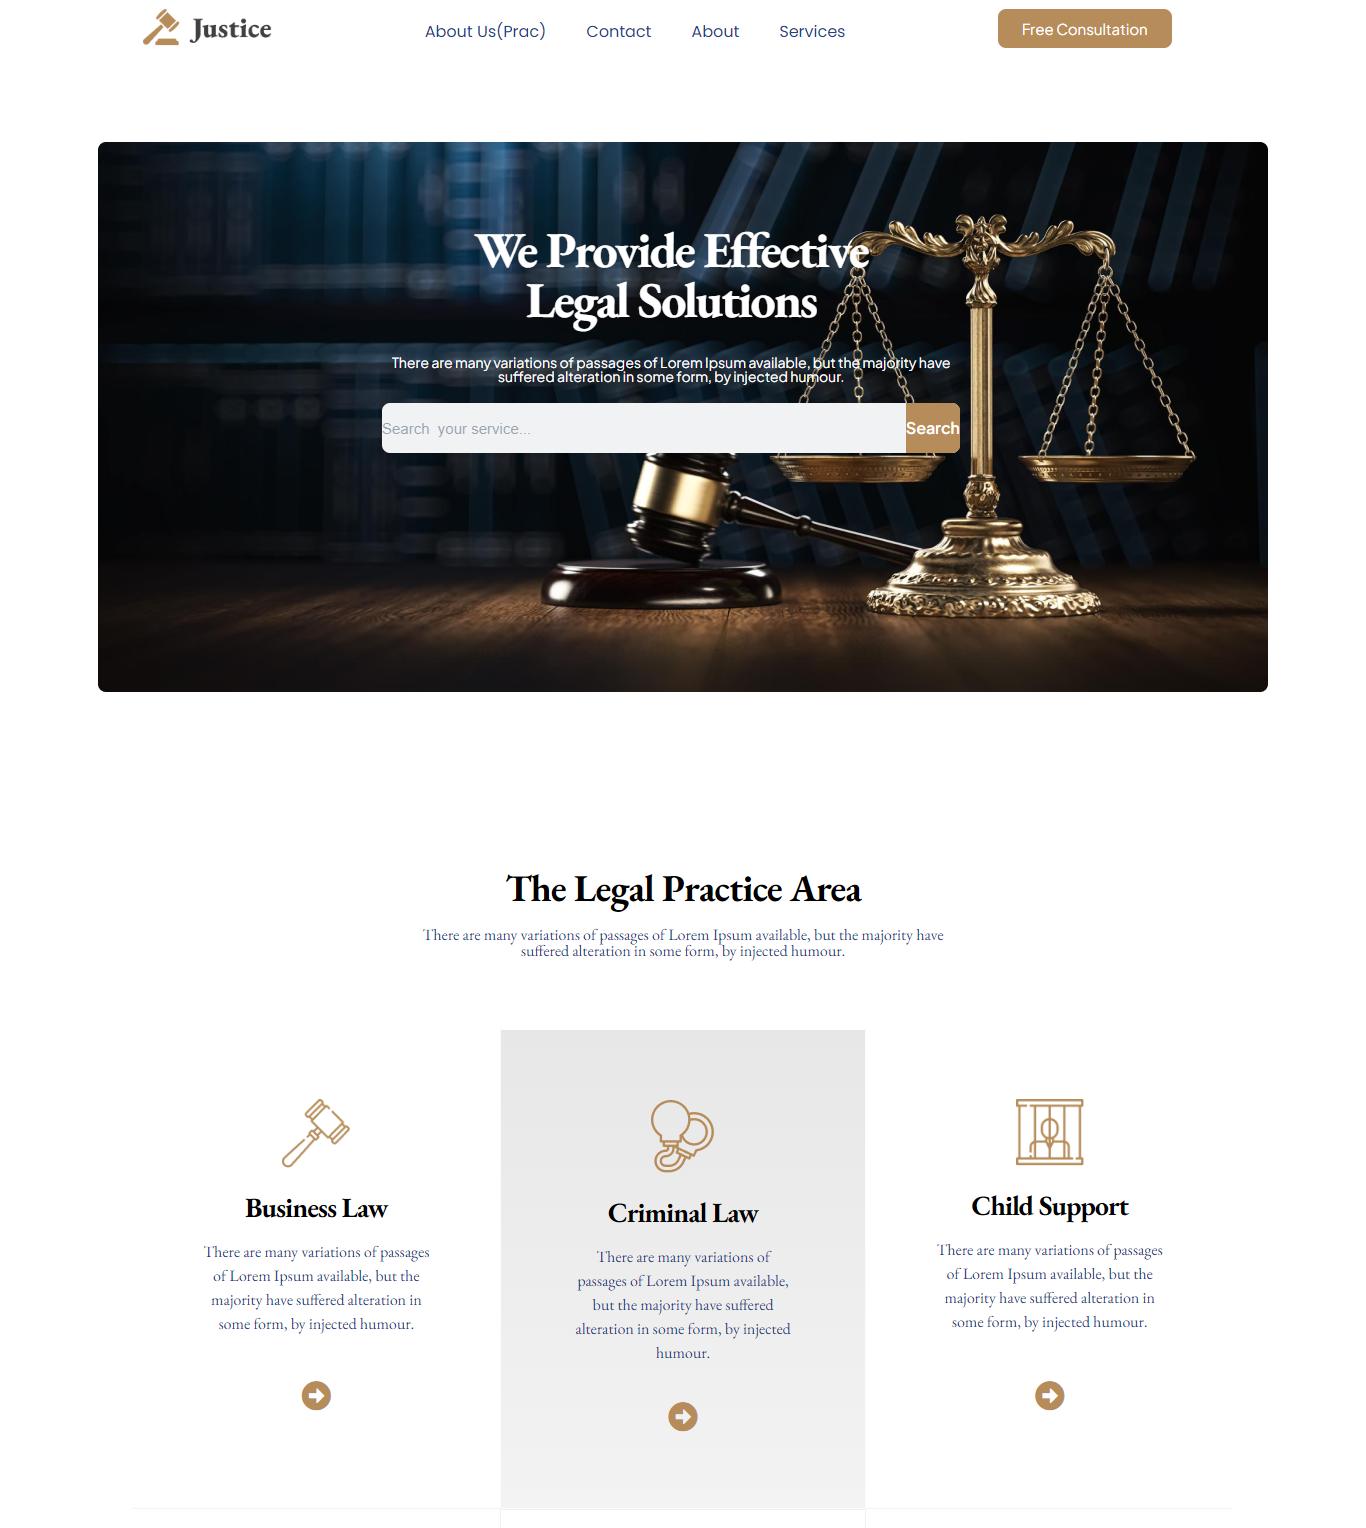 Justice
About Us(Prac)
Contact
About
Services
Free Consultation
We Provide Effective
Legal Solutions
There are many variations of passages of Lorem Ipsum available, but the majority have
suffered alteration in some form, by injected humour.
Search  your service...
Search
The Legal Practice Area
There are many variations of passages of Lorem Ipsum available, but the majority have
suffered alteration in some form, by injected humour.
Business Law
There are many variations of passages
of Lorem Ipsum available, but the
majority have suffered alteration in
some form, by injected humour.
Criminal Law
There are many variations of
passages of Lorem Ipsum available,
but the majority have suffered
alteration in some form, by injected
humour.
Child Support
There are many variations of passages
of Lorem Ipsum available, but the
majority have suffered alteration in
some form, by injected humour.